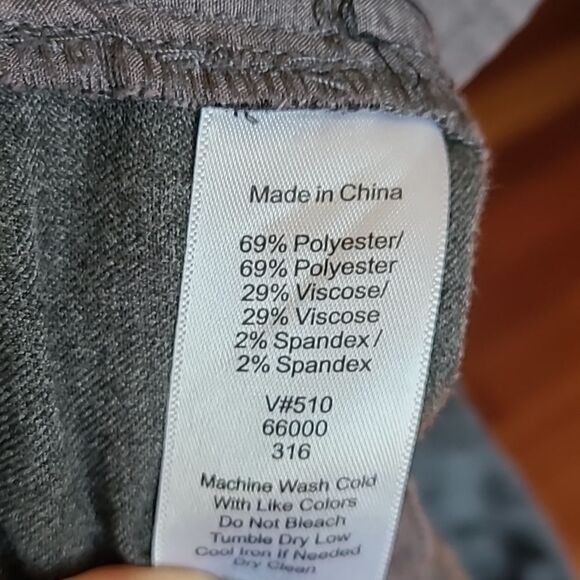 Made in China
69% Polyester/
69% Polyester
29% Viscose/
29% Viscose
2% Spandex /
2% Spandex
V#510
66000
316
Machine Wash Cold
With Like Colors
Do Not Bleach
Tumble Dry Low
Cool Iron If Needed
Dry Clean